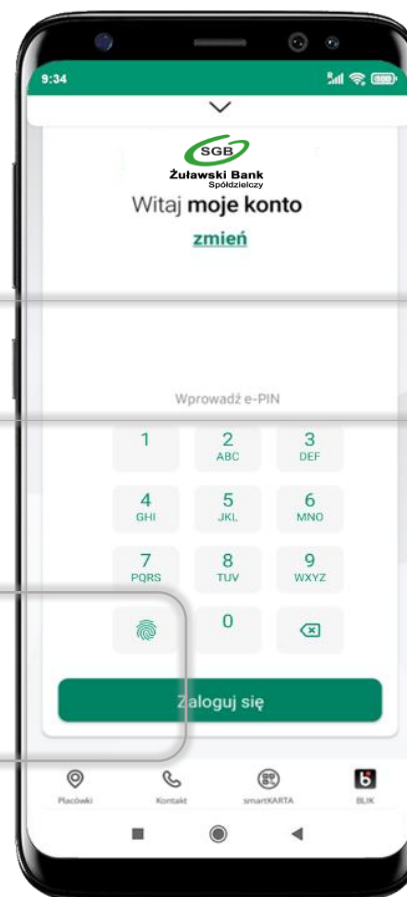 9:34
SGB
Żuławski Bank
Spółdzielczy
Witaj moje konto
zmień
Wprowadź e-PIN
1
2
3
ABC
DEF
4
5
6
GHI
JKL
MNO
7
8
9
PQRS
TUV
WXYZ
0
Zaloguj się
Placówki
Kontakt
smartKARTA
BLIK